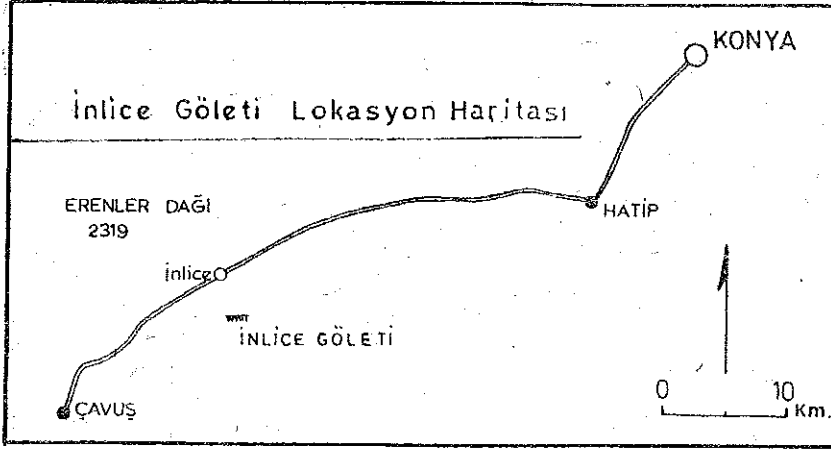 KONYA
İnlice Göleti Lokasyon Haritası
ERENLER DAĞI
2319
HATİP
İnlice
İNLİCE GÖLETİ
ÇAVUŞ
0 10
Km.